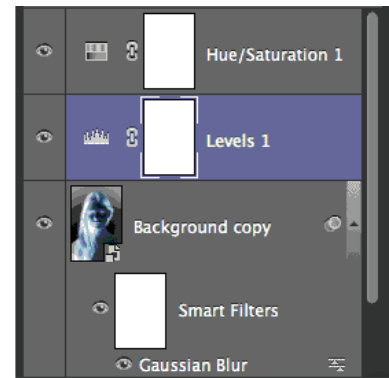 Hue/Saturation 1
Levels 1
Background copy
Smart Filters
Gaussian Blur